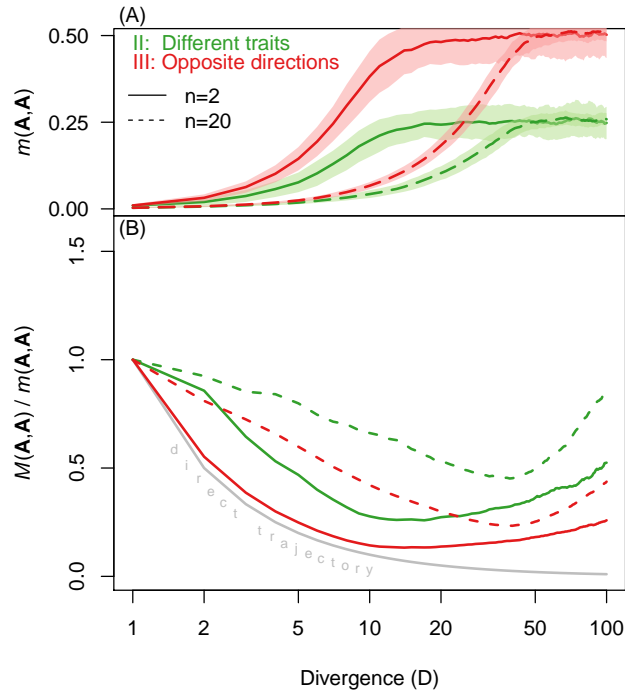 (A)
II: Different traits
III: Opposite directions
n=2
n=20
0.50
0.25
0.00
m(A,A)
(B)
1.5
1.0
0.5
0.0
M(A,A) / m(A,A)
direct trajectory
1 2 5 10 20 50 100
Divergence (D)